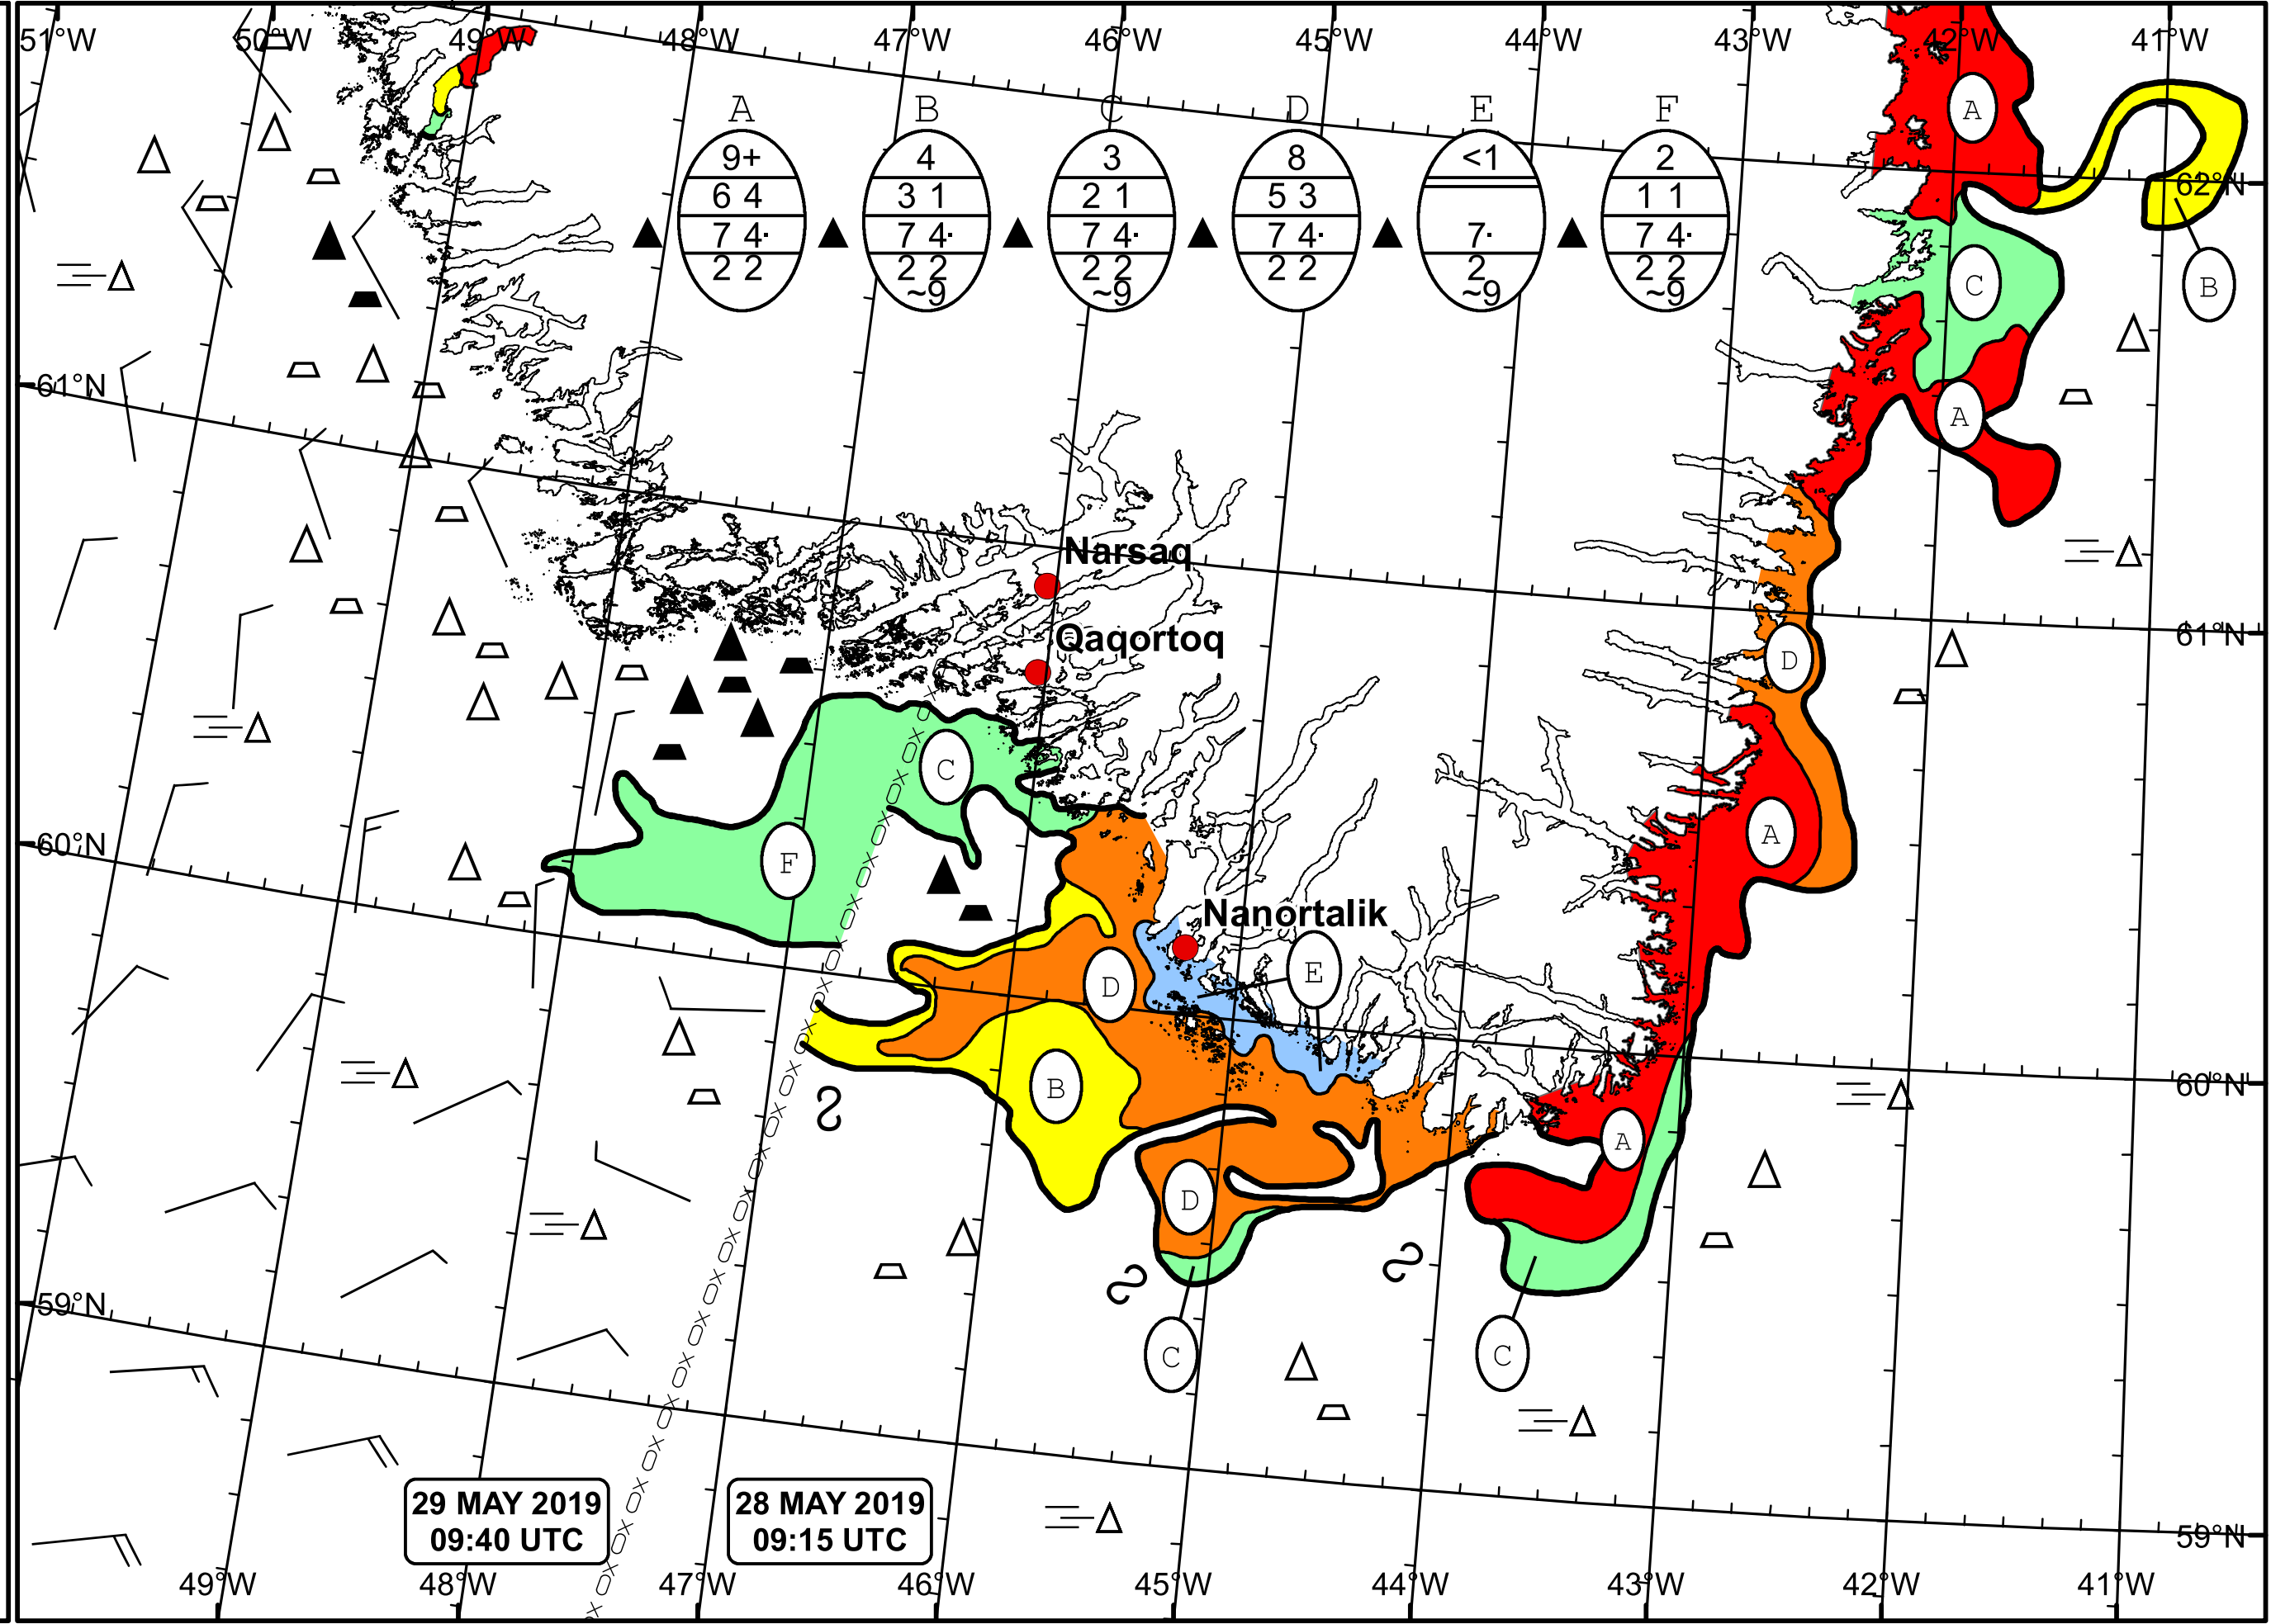 51°W 50°W 49°W 48°W 47°W 46°W 45°W 44°W 43°W 42°W 41°W
A B C D E F
9+ 4 3 8 <1 2
6 4 3 1 2 1 5 3 1 1
7 4· 7 4· 7 4· 7 4· 7· 7 4·
2 2 2 2 2 2 2 2 2 2 2
~9 ~9 ~9 ~9
A
62°N
C
B
61°N
A
Narsaq
Qaqortoq
61°N
D
C
A
60°N
F
Nanortalik
E
D
B
60°N
A
D
59°N
C
C
29 MAY 2019
09:40 UTC
28 MAY 2019
09:15 UTC
59°N
49°W 48°W 47°W 46°W 45°W 44°W 43°W 42°W 41°W